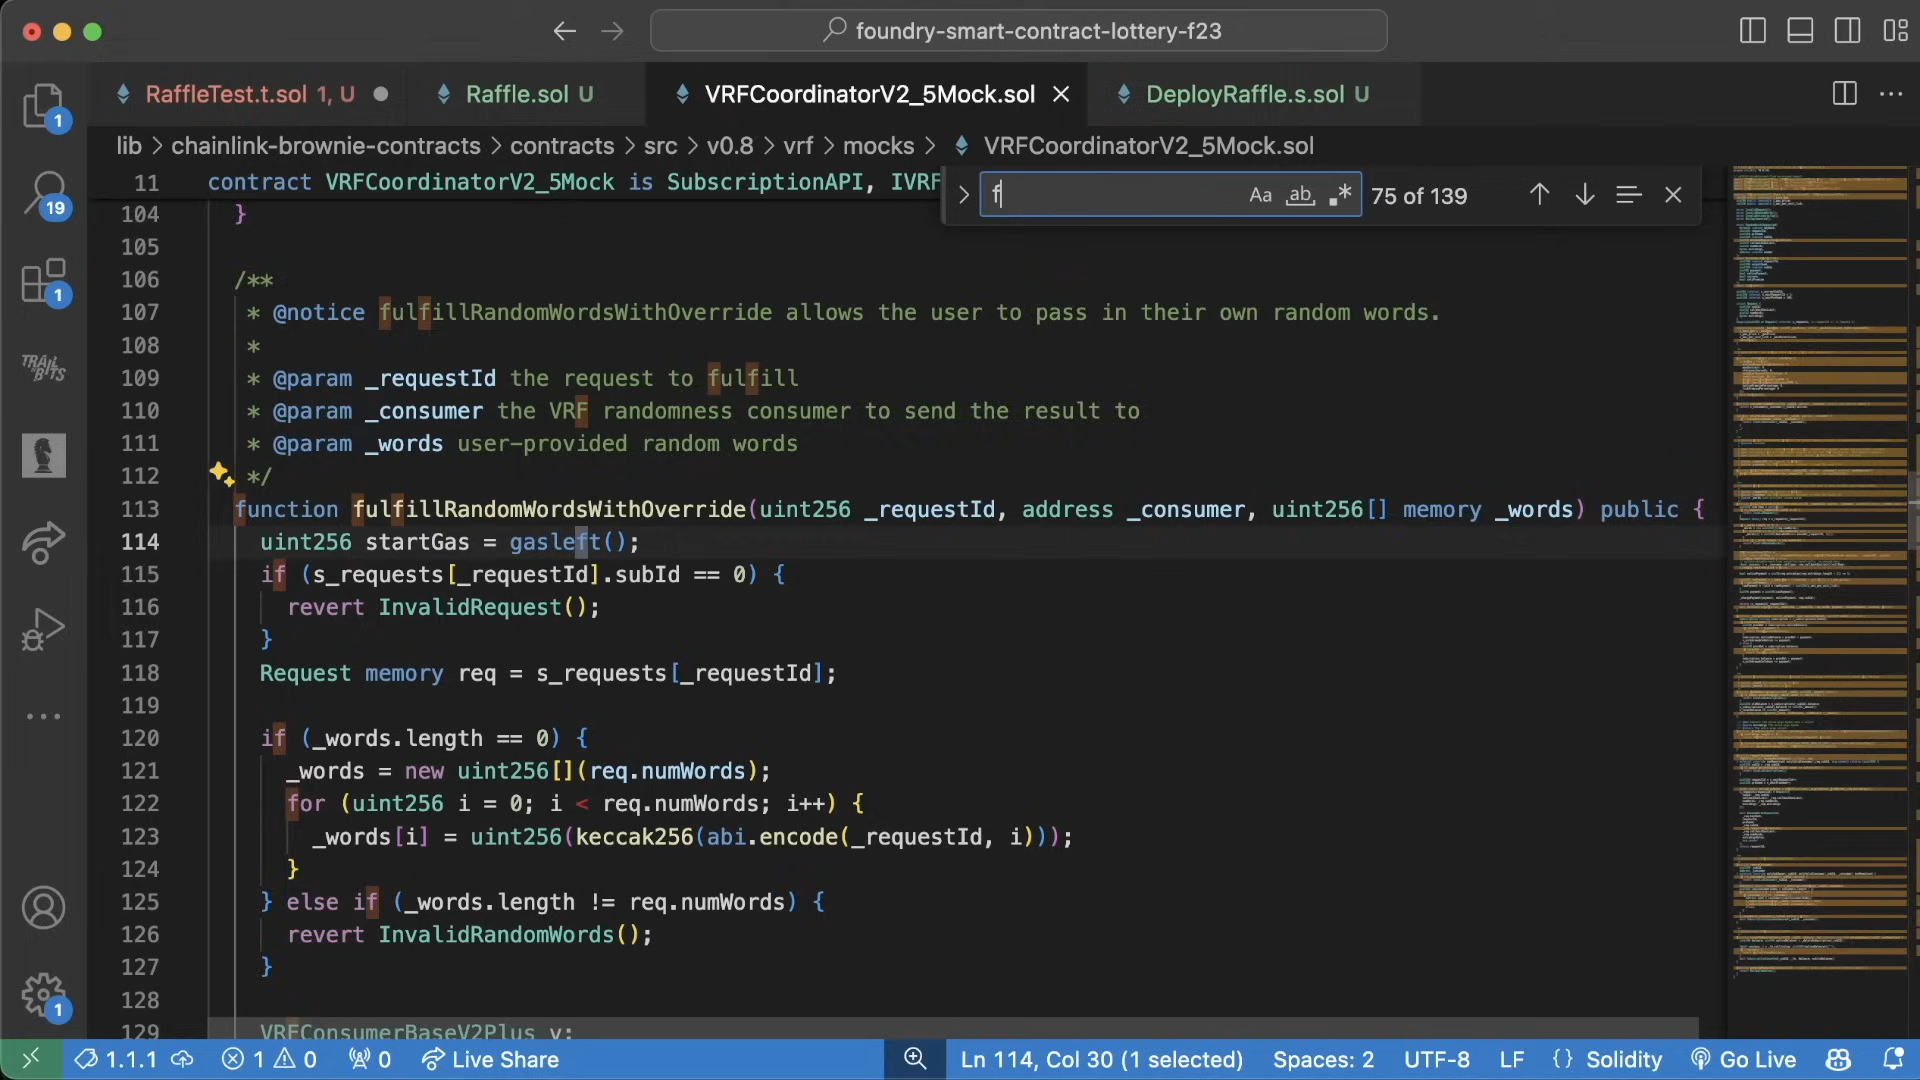 foundry-smart-contract-lottery-f23
RaffleTest.t.sol 1, U
Raffle.sol U
VRFCoordinatorV2_5Mock.sol
DeployRaffle.s.sol U
lib > chainlink-brownie-contracts > contracts > src > v0.8 > vrf > mocks > VRFCoordinatorV2_5Mock.sol
f
Aa ab .* 75 of 139
1
19
1
TRAIL BITS
1
11 contract VRFCoordinatorV2_5Mock is SubscriptionAPI, IVRF
104 }
105
106 /**
107 * @notice fulfillRandomWordsWithOverride allows the user to pass in their own random words.
108 *
109 * @param _requestId the request to fulfill
110 * @param _consumer the VRF randomness consumer to send the result to
111 * @param _words user-provided random words
112 */
113 function fulfillRandomWordsWithOverride(uint256 _requestId, address _consumer, uint256[] memory _words) public {
114 uint256 startGas = gasleft();
115 if (s_requests[_requestId].subId == 0) {
116 revert InvalidRequest();
117 }
118 Request memory req = s_requests[_requestId];
119
120 if (_words.length == 0) {
121 _words = new uint256[](req.numWords);
122 for (uint256 i = 0; i < req.numWords; i++) {
123 _words[i] = uint256(keccak256(abi.encode(_requestId, i)));
124 }
125 } else if (_words.length != req.numWords) {
126 revert InvalidRandomWords();
127 }
128
129 VRFConsumerBaseV2Plus v;
1.1.1 1 0 0 Live Share Ln 114, Col 30 (1 selected) Spaces: 2 UTF-8 LF {} Solidity Go Live